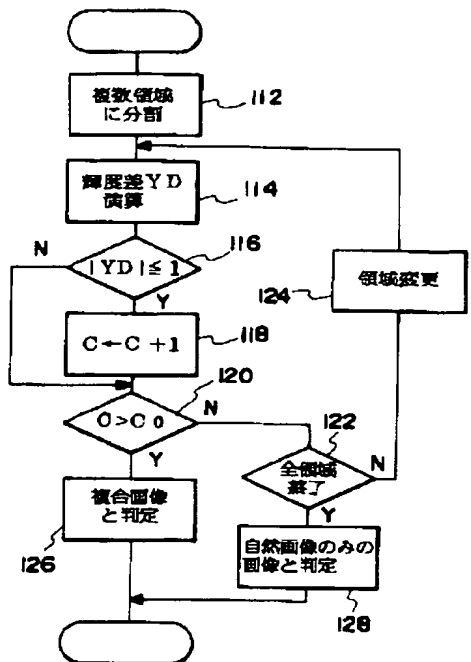 複数領域
に分割
112
輝度差YD
演算
114
N
|YD|≦1
116
Y
C←C+1
118
領域変更
124
C>C0
120
N
Y
全領域
終了
122
N
Y
複合画像
と判定
126
自然画像のみの
画像と判定
128